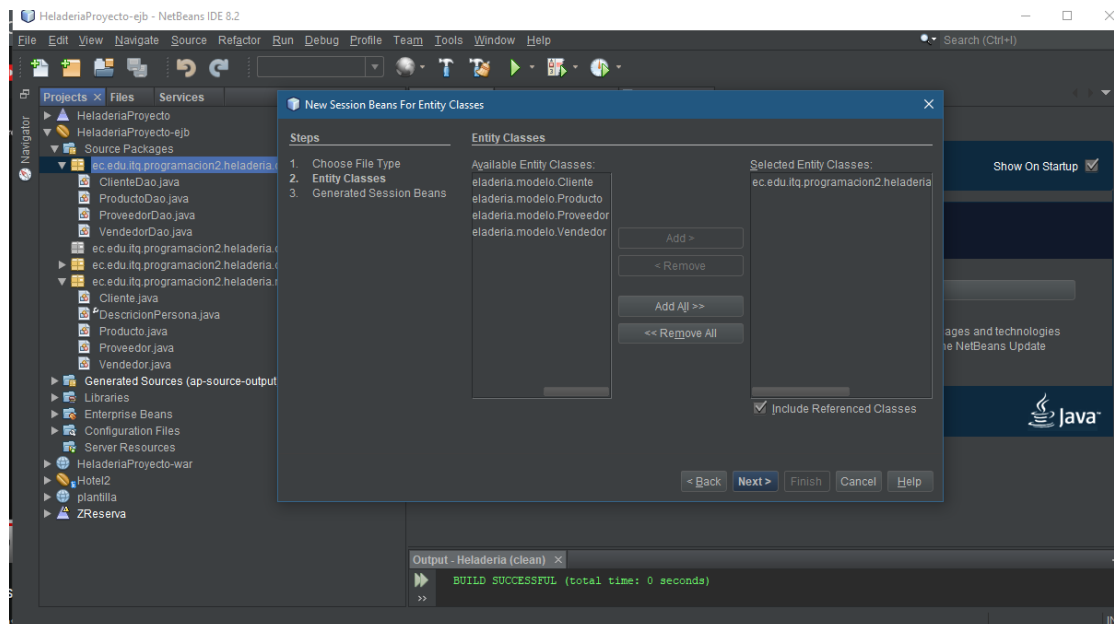 HeladeriaProyecto-ejb - NetBeans IDE 8.2
File Edit View Navigate Source Refactor Run Debug Profile Team Tools Window Help
Search (Ctrl+I)
Projects Files Services
Navigator
HeladeriaProyecto
HeladeriaProyecto-ejb
Source Packages
ec.edu.itq.programacion2.heladeria.
ClienteDao.java
ProductoDao.java
ProveedorDao.java
VendedorDao.java
ec.edu.itq.programacion2.heladeria.
ec.edu.itq.programacion2.heladeria.
ec.edu.itq.programacion2.heladeria.
Cliente.java
DescricionPersona.java
Producto.java
Proveedor.java
Vendedor.java
Generated Sources (ap-source-output
Libraries
Enterprise Beans
Configuration Files
Server Resources
HeladeriaProyecto-war
Hotel2
plantilla
ZReserva
New Session Beans For Entity Classes
Steps
1. Choose File Type
2. Entity Classes
3. Generated Session Beans
Entity Classes
Available Entity Classes:
eladeria.modelo.Cliente
eladeria.modelo.Producto
eladeria.modelo.Proveedor
eladeria.modelo.Vendedor
Add >
< Remove
Add All >>
<< Remove All
Selected Entity Classes:
ec.edu.itq.programacion2.heladeria
Include Referenced Classes
< Back Next > Finish Cancel Help
Show On Startup
ages and technologies
NetBeans Update
Java
Output - Heladeria (clean)
BUILD SUCCESSFUL (total time: 0 seconds)